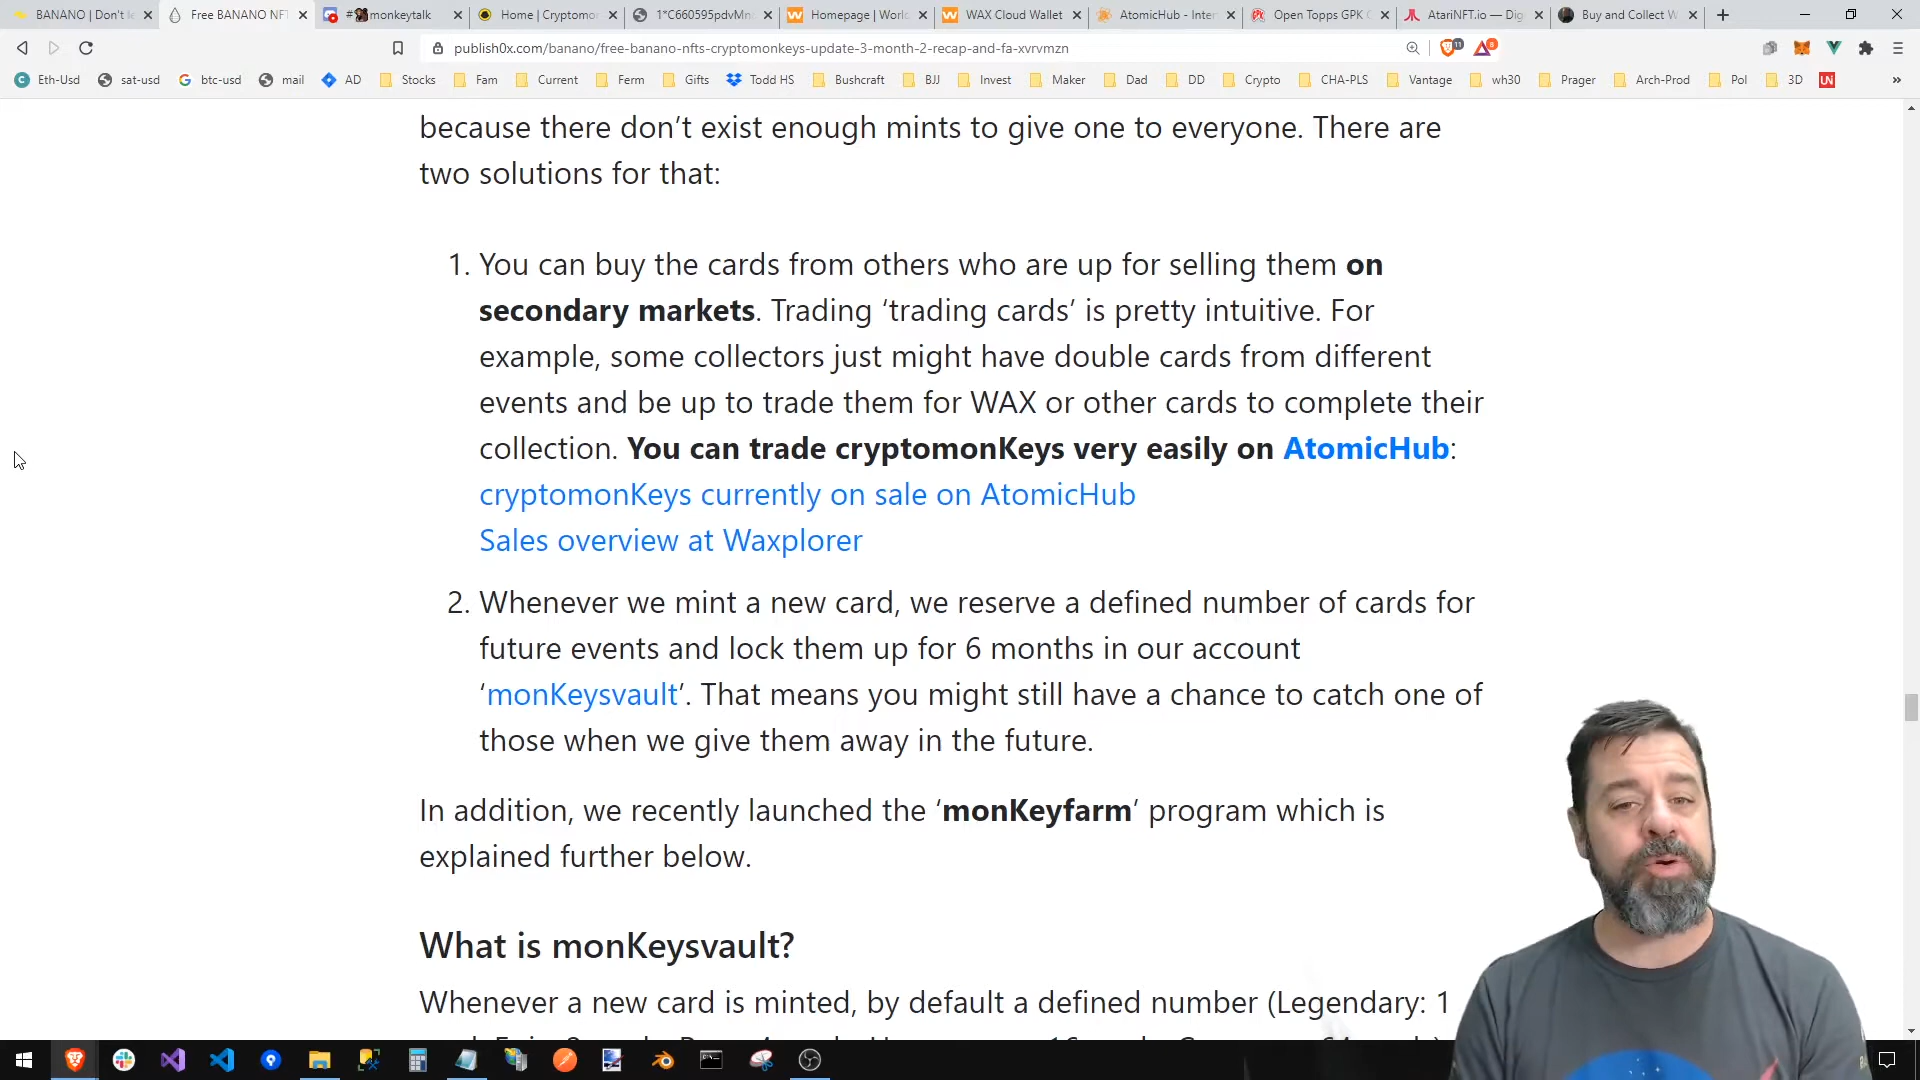 BANANO | Don't le
Free BANANO NFT
monkeytalk
Home | Cryptomor
1*C660595pdvMn
Homepage | Worl
WAX Cloud Wallet
AtomicHub - Inter
Open Topps GPK C
AtariNFT.io — Dig
Buy and Collect W
publish0x.com/banano/free-banano-nfts-cryptomonkeys-update-3-month-2-recap-and-fa-xvrvmzn
Eth-Usd sat-usd btc-usd mail AD Stocks Fam Current Ferm Gifts Todd HS Bushcraft BJJ Invest Maker Dad DD Crypto CHA-PLS Vantage wh30 Prager Arch-Prod Pol 3D UN
because there don’t exist enough mints to give one to everyone. There are
two solutions for that:
1. You can buy the cards from others who are up for selling them on
secondary markets. Trading ‘trading cards’ is pretty intuitive. For
example, some collectors just might have double cards from different
events and be up to trade them for WAX or other cards to complete their
collection. You can trade cryptomonKeys very easily on AtomicHub:
cryptomonKeys currently on sale on AtomicHub
Sales overview at Waxplorer
2. Whenever we mint a new card, we reserve a defined number of cards for
future events and lock them up for 6 months in our account
‘monKeysvault’. That means you might still have a chance to catch one of
those when we give them away in the future.
In addition, we recently launched the ‘monKeyfarm’ program which is
explained further below.
What is monKeysvault?
Whenever a new card is minted, by default a defined number (Legendary: 1